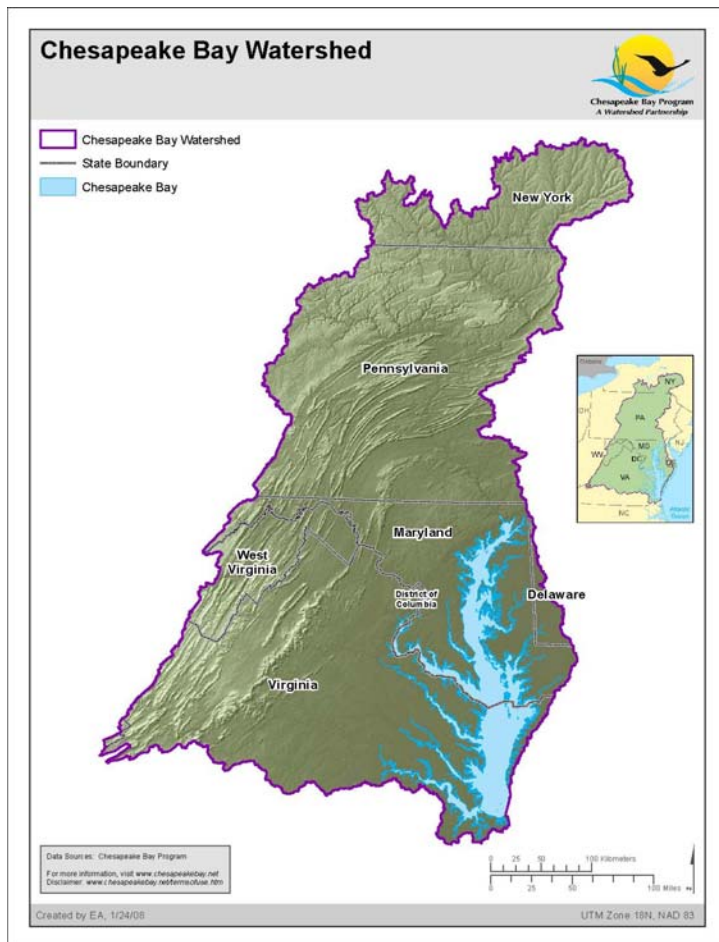 Chesapeake Bay Watershed
Chesapeake Bay Program
A Watershed Partnership
Chesapeake Bay Watershed
State Boundary
Chesapeake Bay
New York
Pennsylvania
Maryland
West
Virginia
District of
Columbia
Delaware
Virginia
NY
OH
PA
NJ
MD
WV
DC
VA
NC
Atlantic
Ocean
Data Sources: Chesapeake Bay Program
For more information, visit www.chesapeakebay.net
Disclaimer: www.chesapeakebay.net/termsofuse.htm
0 25 50 100 Kilometers
0 25 50 100 Miles
Created by EA, 1/24/08
UTM Zone 18N, NAD 83